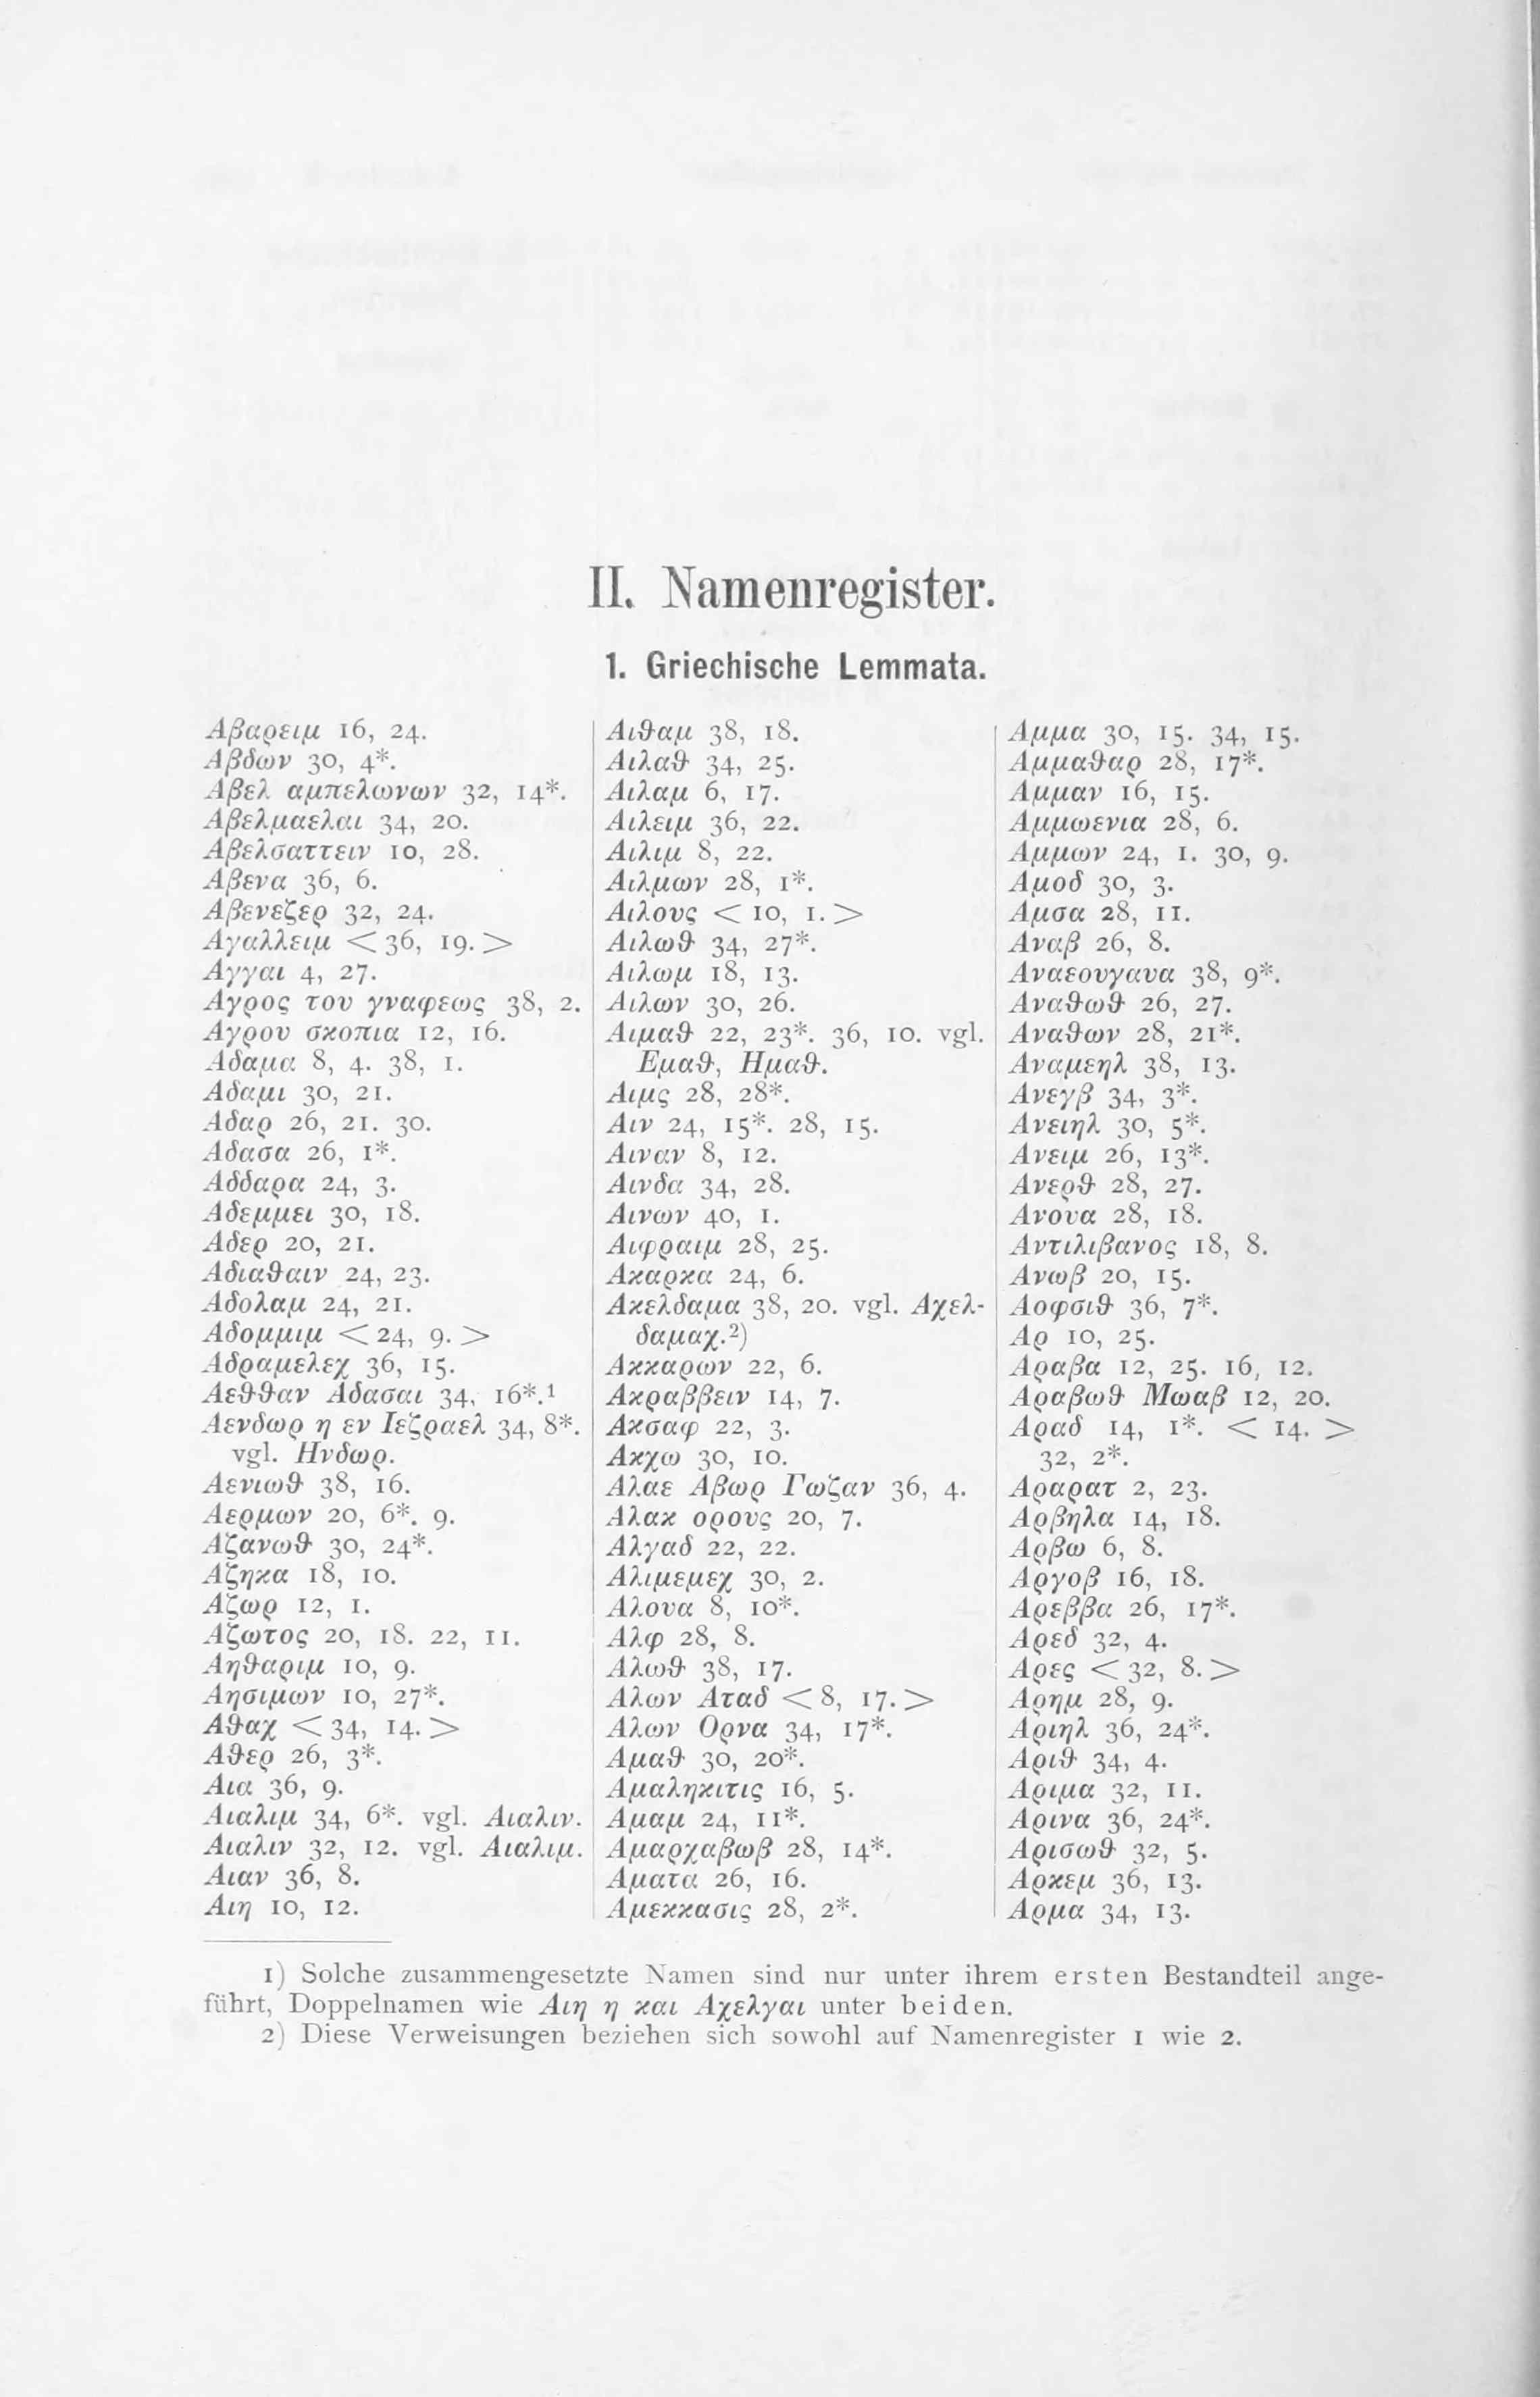 II. Namenregister.
1. Griechische Lemmata.
Αβαρειμ 16, 24.
Αβδων 30, 4*.
Αβελ αμπελωνων 32, 14*.
Αβελμαελαι 34, 20.
Αβελσαττειν 10, 28.
Αβενα 36, 6.
Αβενεζερ 32, 24.
Αγαλλειμ <36, 19.>
Αγγαι 4, 27.
Αγρος του γναφεως 38, 2.
Αγρου σκοπια 12, 16.
Αδαμα 8, 4. 38, 1.
Αδαμι 30, 21.
Αδαρ 26, 21. 30.
Αδασα 26, 1*.
Αδδαρα 24, 3.
Αδεμμει 30, 18.
Αδερ 20, 21.
Αδιαθαιν 24, 23.
Αδολαμ 24, 21.
Αδομμιμ <24, 9.>
Αδραμελεχ 36, 15.
Αεθθαν Αδασαι 34, 16*.¹
Αενδωρ η εν Ιεζραελ 34, 8*.
vgl. Ηνδωρ.
Αενιωθ 38, 16.
Αερμων 20, 6*. 9.
Αζανωθ 30, 24*.
Αζηκα 18, 10.
Αζωρ 12, 1.
Αζωτος 20, 18. 22, 11.
Αηθαριμ 10, 9.
Αησιμων 10, 27*.
Αθαχ <34, 14.>
Αθερ 26, 3*.
Αια 36, 9.
Αιαλιμ 34, 6*. vgl. Αιαλιν.
Αιαλιν 32, 12. vgl. Αιαλιμ.
Αιαν 36, 8.
Αιη 10, 12.
Αιθαμ 38, 18.
Αιλαθ 34, 25.
Αιλαμ 6, 17.
Αιλειμ 36, 22.
Αιλιμ 8, 22.
Αιλμων 28, 1*.
Αιλους <10, 1.>
Αιλωθ 34, 27*.
Αιλωμ 18, 13.
Αιλων 30, 26.
Αιμαθ 22, 23*. 36, 10. vgl.
Εμαθ, Ημαθ.
Αιμς 28, 28*.
Αιν 24, 15*. 28, 15.
Αιναν 8, 12.
Αινδα 34, 28.
Αινων 40, 1.
Αιφραιμ 28, 25.
Ακαρκα 24, 6.
Ακελδαμα 38, 20. vgl. Αχελ-
δαμαχ.²)
Ακκαρων 22, 6.
Ακραββειν 14, 7.
Ακσαφ 22, 3.
Ακχω 30, 10.
Αλαε Αβωρ Γωζαν 36, 4.
Αλακ ορους 20, 7.
Αλγαδ 22, 22.
Αλιμεμεχ 30, 2.
Αλουα 8, 10*.
Αλφ 28, 8.
Αλωθ 38, 17.
Αλων Αταδ <8, 17.>
Αλων Ορνα 34, 17*.
Αμαθ 30, 20*.
Αμαληκιτις 16, 5.
Αμαμ 24, 11*.
Αμαρχαβωβ 28, 14*.
Αματα 26, 16.
Αμεκκασις 28, 2*.
Αμμα 30, 15. 34, 15.
Αμμαθαρ 28, 17*.
Αμμαν 16, 15.
Αμμωενια 28, 6.
Αμμων 24, 1. 30, 9.
Αμοδ 30, 3.
Αμσα 28, 11.
Αναβ 26, 8.
Αναεουγανα 38, 9*.
Αναθωθ 26, 27.
Αναθων 28, 21*.
Αναμεηλ 38, 13.
Ανεγβ 34, 3*.
Ανειηλ 30, 5*.
Ανειμ 26, 13*.
Ανερθ 28, 27.
Ανουα 28, 18.
Αντιλιβανος 18, 8.
Ανωβ 20, 15.
Αοφσιθ 36, 7*.
Αρ 10, 25.
Αραβα 12, 25. 16, 12.
Αραβωθ Μωαβ 12, 20.
Αραδ 14, 1*. < 14. >
32, 2*.
Αραρατ 2, 23.
Αρβηλα 14, 18.
Αρβω 6, 8.
Αργοβ 16, 18.
Αρεββα 26, 17*.
Αρεδ 32, 4.
Αρες <32, 8.>
Αρημ 28, 9.
Αριηλ 36, 24*.
Αριθ 34, 4.
Αριμα 32, 11.
Αρινα 36, 24*.
Αρισωθ 32, 5.
Αρκεμ 36, 13.
Αρμα 34, 13.
1) Solche zusammengesetzte Namen sind nur unter ihrem ersten Bestandteil ange-
führt, Doppelnamen wie Αιη η και Αχελγαι unter beiden.
2) Diese Verweisungen beziehen sich sowohl auf Namenregister 1 wie 2.